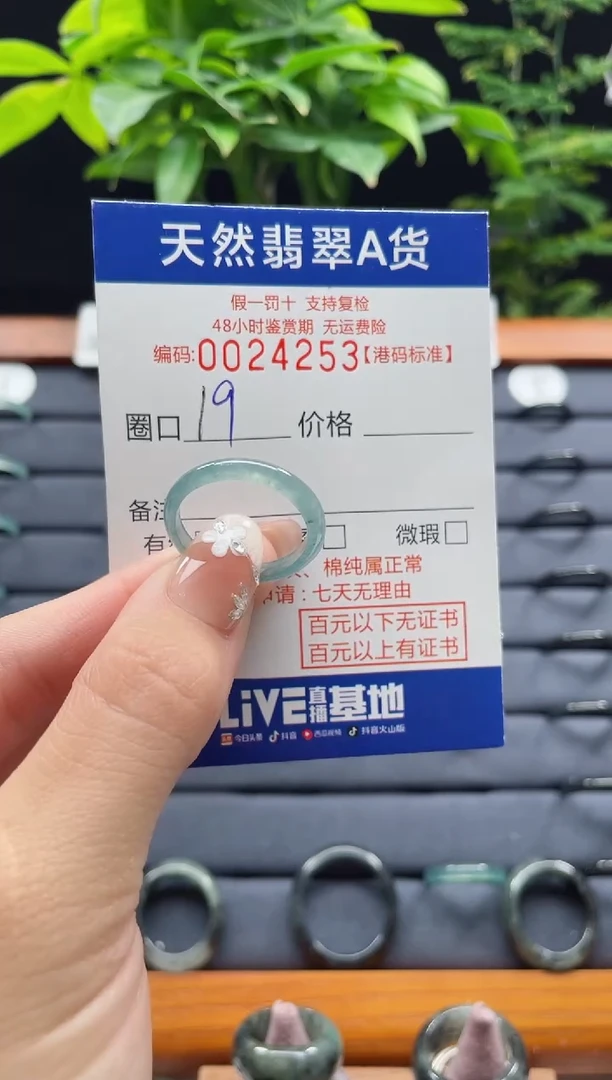 天然翡翠A货
假一罚十 支持复检
48小时鉴赏期 无运费险
编码:0024253【港码标准】
圈口 19 价格
备注
有 微瑕
棉纯属正常
申请：七天无理由
百元以下无证书
百元以上有证书
LiVE直播基地
今日头条 抖音 西瓜视频 抖音火山版